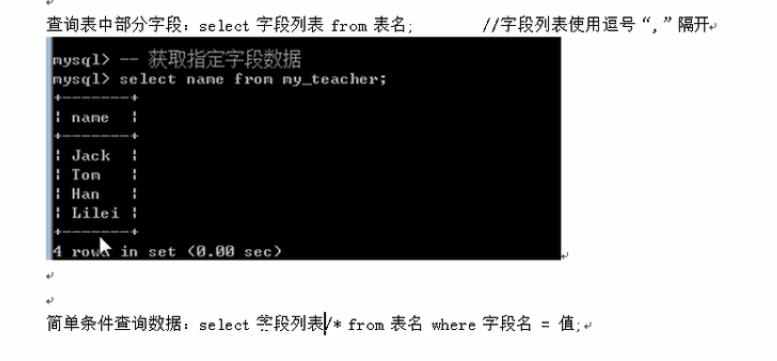 查询表中部分字段：select 字段列表 from 表名;　　　　//字段列表使用逗号“,”隔开
mysql> -- 获取指定字段数据
mysql> select name from my_teacher;
+-------+
| name  |
+-------+
| Jack  |
| Tom   |
| Han   |
| Lilei |
+-------+
4 rows in set (0.00 sec)
简单条件查询数据：select 字段列表/* from 表名 where 字段名 = 值;